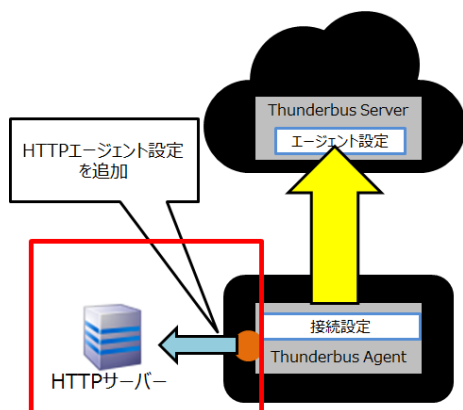 Thunderbus Server
エージェント設定
HTTPエージェント設定
を追加
接続設定
Thunderbus Agent
HTTPサーバー